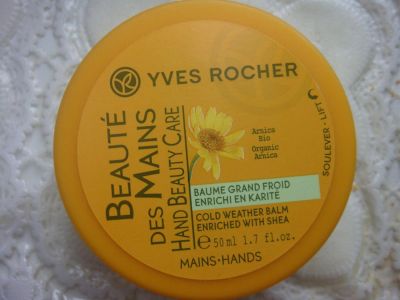 YVES ROCHER
BEAUTÉ
DES MAINS
HAND BEAUTY CARE
Arnica
Bio
Organic
Arnica
SOULEVER - LIFT
BAUME GRAND FROID
ENRICHI EN KARITÉ
COLD WEATHER BALM
ENRICHED WITH SHEA
℮ 50 ml 1.7 fl.oz.
MAINS-HANDS